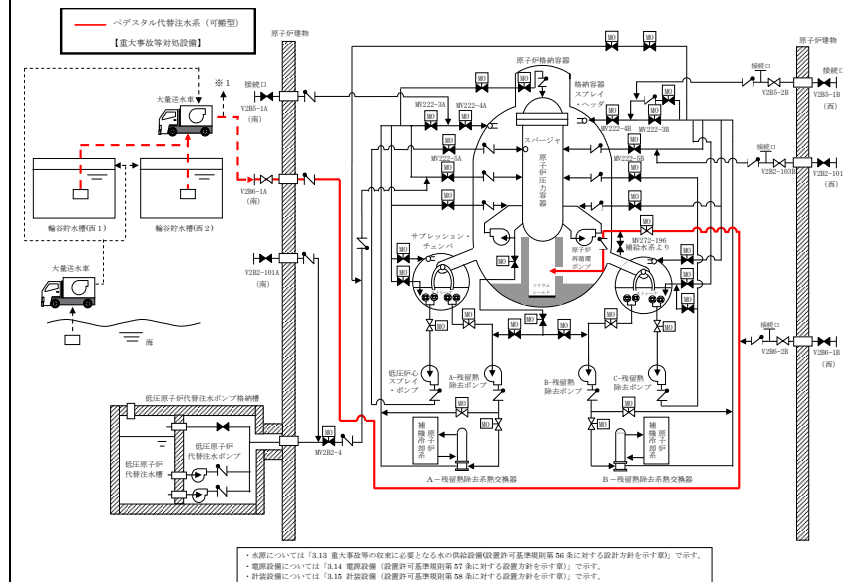 ペデスタル代替注水系（可搬型）
【重大事故等対処設備】
原子炉建物
原子炉建物
大量送水車
※１
接続口
V2B5-1A
(南)
V2B6-1A
(南)
輪谷貯水槽(西１)
輪谷貯水槽(西２)
大量送水車
海
V2B2-101A
(南)
低圧原子炉代替注水ポンプ格納槽
低圧原子炉
代替注水ポンプ
低圧原子炉
代替注水槽
MO
MV2B2-4
原子炉格納容器
格納容器
スプレイ・
ヘッダ
MV222-3A
MV222-4A
MV222-4B
MV222-3B
MV222-5A
MV222-5B
スパージャ
原子炉圧力容器
サプレッション・
チェンバ
原子炉
再循環
ポンプ
MV272-196
補給水系より
コリウム
シールド
低圧炉心
スプレイ
・ポンプ
A-残留熱
除去ポンプ
B-残留熱
除去ポンプ
C-残留熱
除去ポンプ
原子炉
補機冷却系
原子炉
補機冷却系
A－残留熱除去系熱交換器
B－残留熱除去系熱交換器
接続口
V2B5-2B
接続口
V2B5-1B
(西)
接続口
V2B2-103B
V2B2-101
(西)
接続口
V2B6-2B
V2B6-1B
(西)
・水源については「3.13 重大事故等の収束に必要となる水の供給設備(設置許可基準規則第 56 条に対する設計方針を示す章)」で示す。
・電源設備については「3.14 電源設備（設置許可基準規則第 57 条に対する設計方針を示す章）」で示す。
・計装設備については「3.15 計装設備（設置許可基準規則第 58 条に対する設計方針を示す章）」で示す。